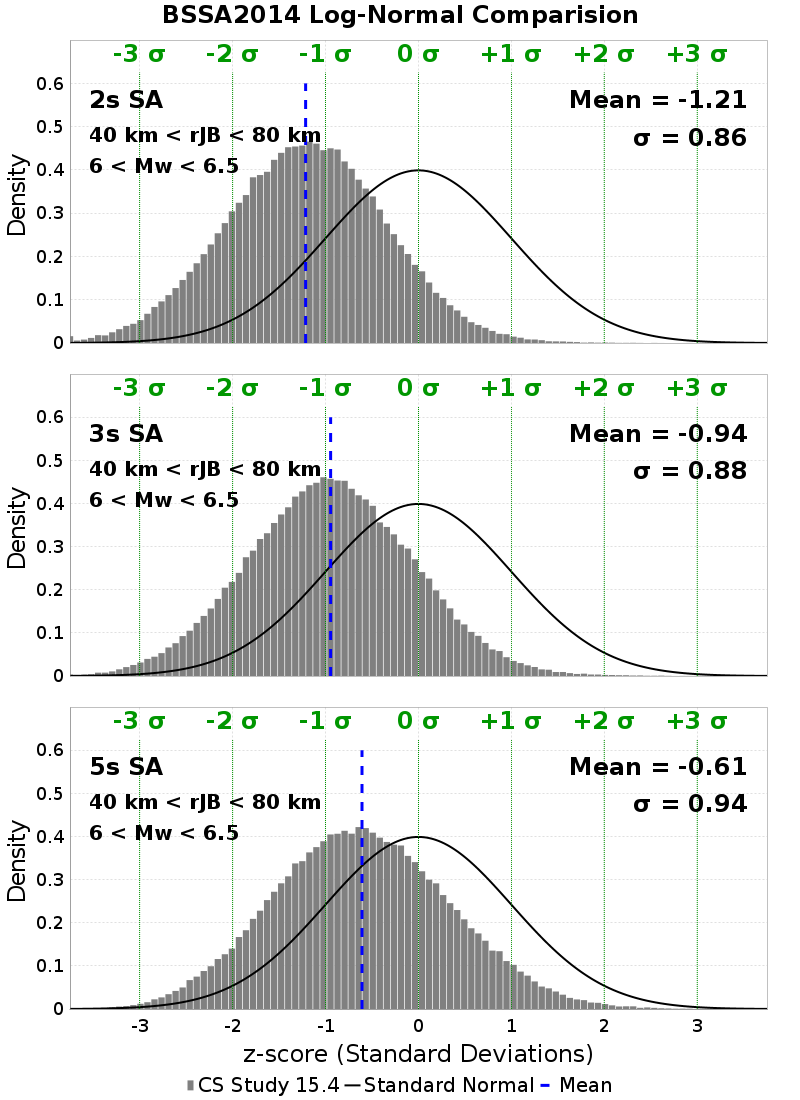 BSSA2014 Log-Normal Comparision
-3 σ -2 σ -1 σ 0 σ +1 σ +2 σ +3 σ
0.6
2s SA Mean = -1.21
0.5
40 km < rJB < 80 km σ = 0.86
6 < Mw < 6.5
0.4
0.3
0.2
0.1
0
Density
-3 σ -2 σ -1 σ 0 σ +1 σ +2 σ +3 σ
0.6
3s SA Mean = -0.94
0.5
40 km < rJB < 80 km σ = 0.88
6 < Mw < 6.5
0.4
0.3
0.2
0.1
0
Density
-3 σ -2 σ -1 σ 0 σ +1 σ +2 σ +3 σ
0.6
5s SA Mean = -0.61
0.5
40 km < rJB < 80 km σ = 0.94
6 < Mw < 6.5
0.4
0.3
0.2
0.1
0
Density
-3 -2 -1 0 1 2 3
z-score (Standard Deviations)
CS Study 15.4 Standard Normal Mean